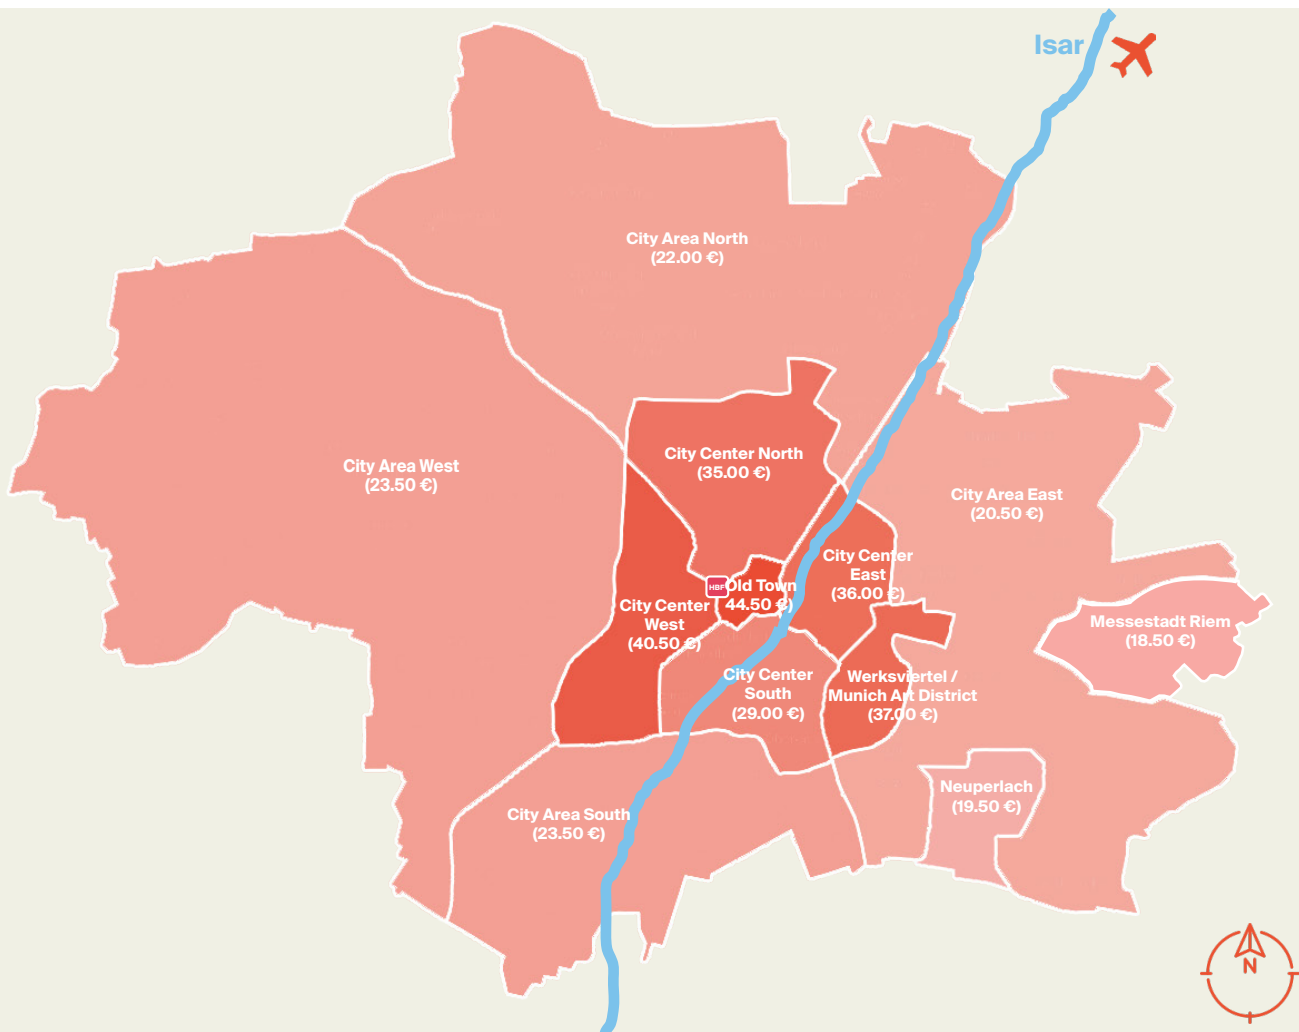 Isar
City Area North
(22.00 €)
City Center North
(35.00 €)
City Area West
(23.50 €)
City Area East
(20.50 €)
City Center
East
(36.00 €)
HBF
Old Town
44.50 €)
City Center
West
(40.50 €)
Messestadt Riem
(18.50 €)
City Center
South
(29.00 €)
Werksviertel /
Munich Art District
(37.00 €)
Neuperlach
(19.50 €)
City Area South
(23.50 €)
N